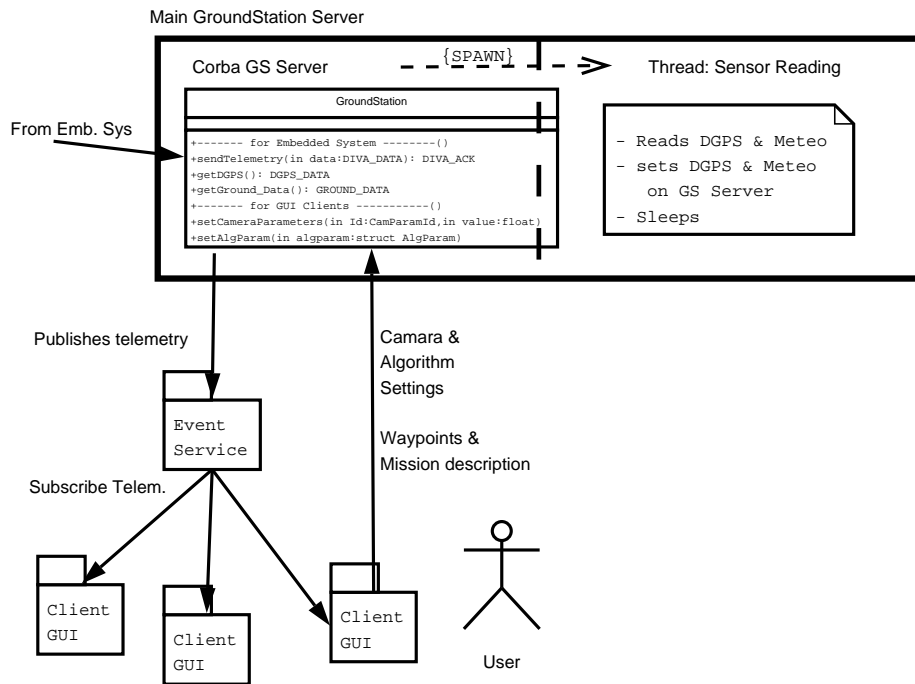 Main GroundStation Server
Corba GS Server
{SPAWN}
Thread: Sensor Reading
GroundStation
From Emb. Sys
+------- for Embedded System --------()
+sendTelemetry(in data:DIVA_DATA): DIVA_ACK
+getDGPS(): DGPS_DATA
+getGround_Data(): GROUND_DATA
+------- for GUI Clients -----------()
+setCameraParameters(in Id:CamParamId,in value:float)
+setAlgParam(in algparam:struct AlgParam)
- Reads DGPS & Meteo
- sets DGPS & Meteo
on GS Server
- Sleeps
Publishes telemetry
Camara &
Algorithm
Settings
Event
Service
Waypoints &
Mission description
Subscribe Telem.
Client
GUI
Client
GUI
Client
GUI
User